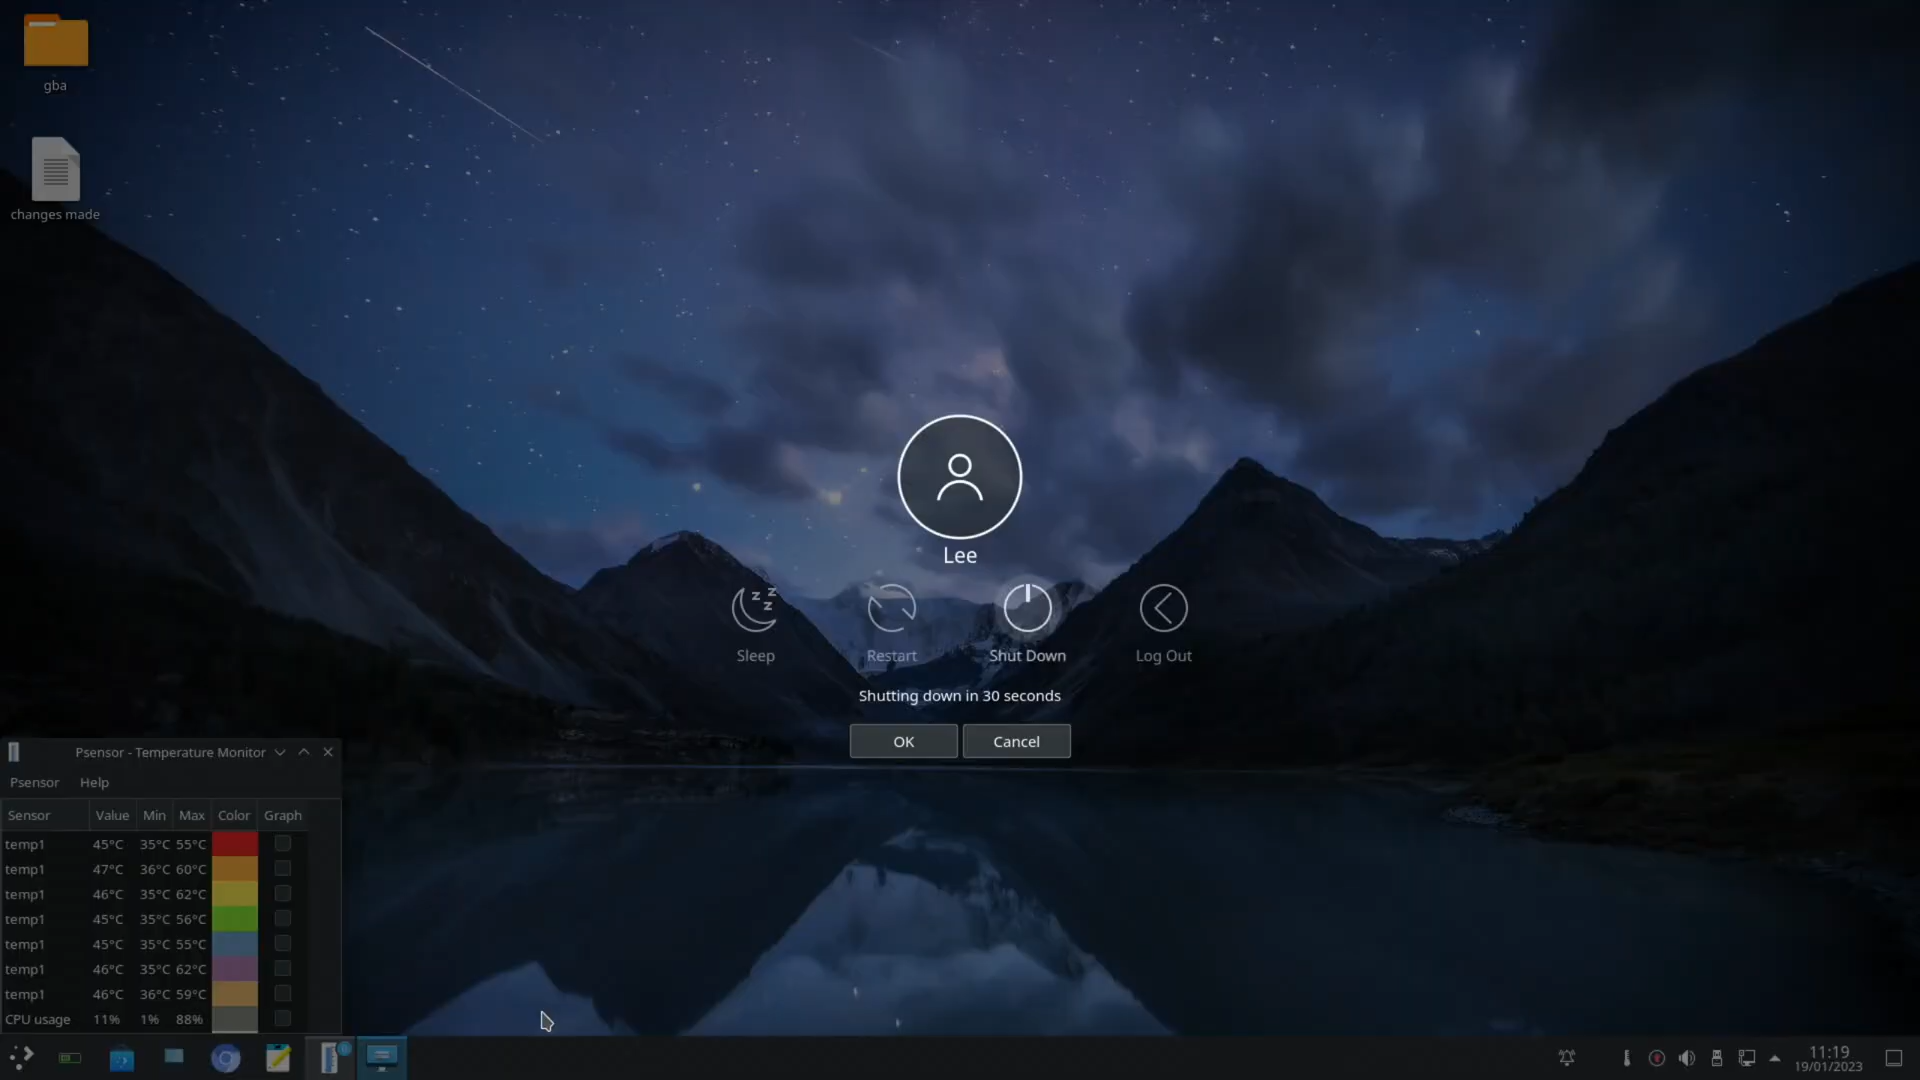 gba
changes made
Lee
Sleep
Restart
Shut Down
Log Out
Shutting down in 30 seconds
OK
Cancel
Psensor - Temperature Monitor
Psensor Help
Sensor Value Min Max Color Graph
temp1 45°C 35°C 55°C
temp1 47°C 36°C 60°C
temp1 46°C 35°C 62°C
temp1 45°C 35°C 56°C
temp1 45°C 35°C 55°C
temp1 46°C 35°C 62°C
temp1 46°C 36°C 59°C
CPU usage 11% 1% 88%
11:19
19/01/2023